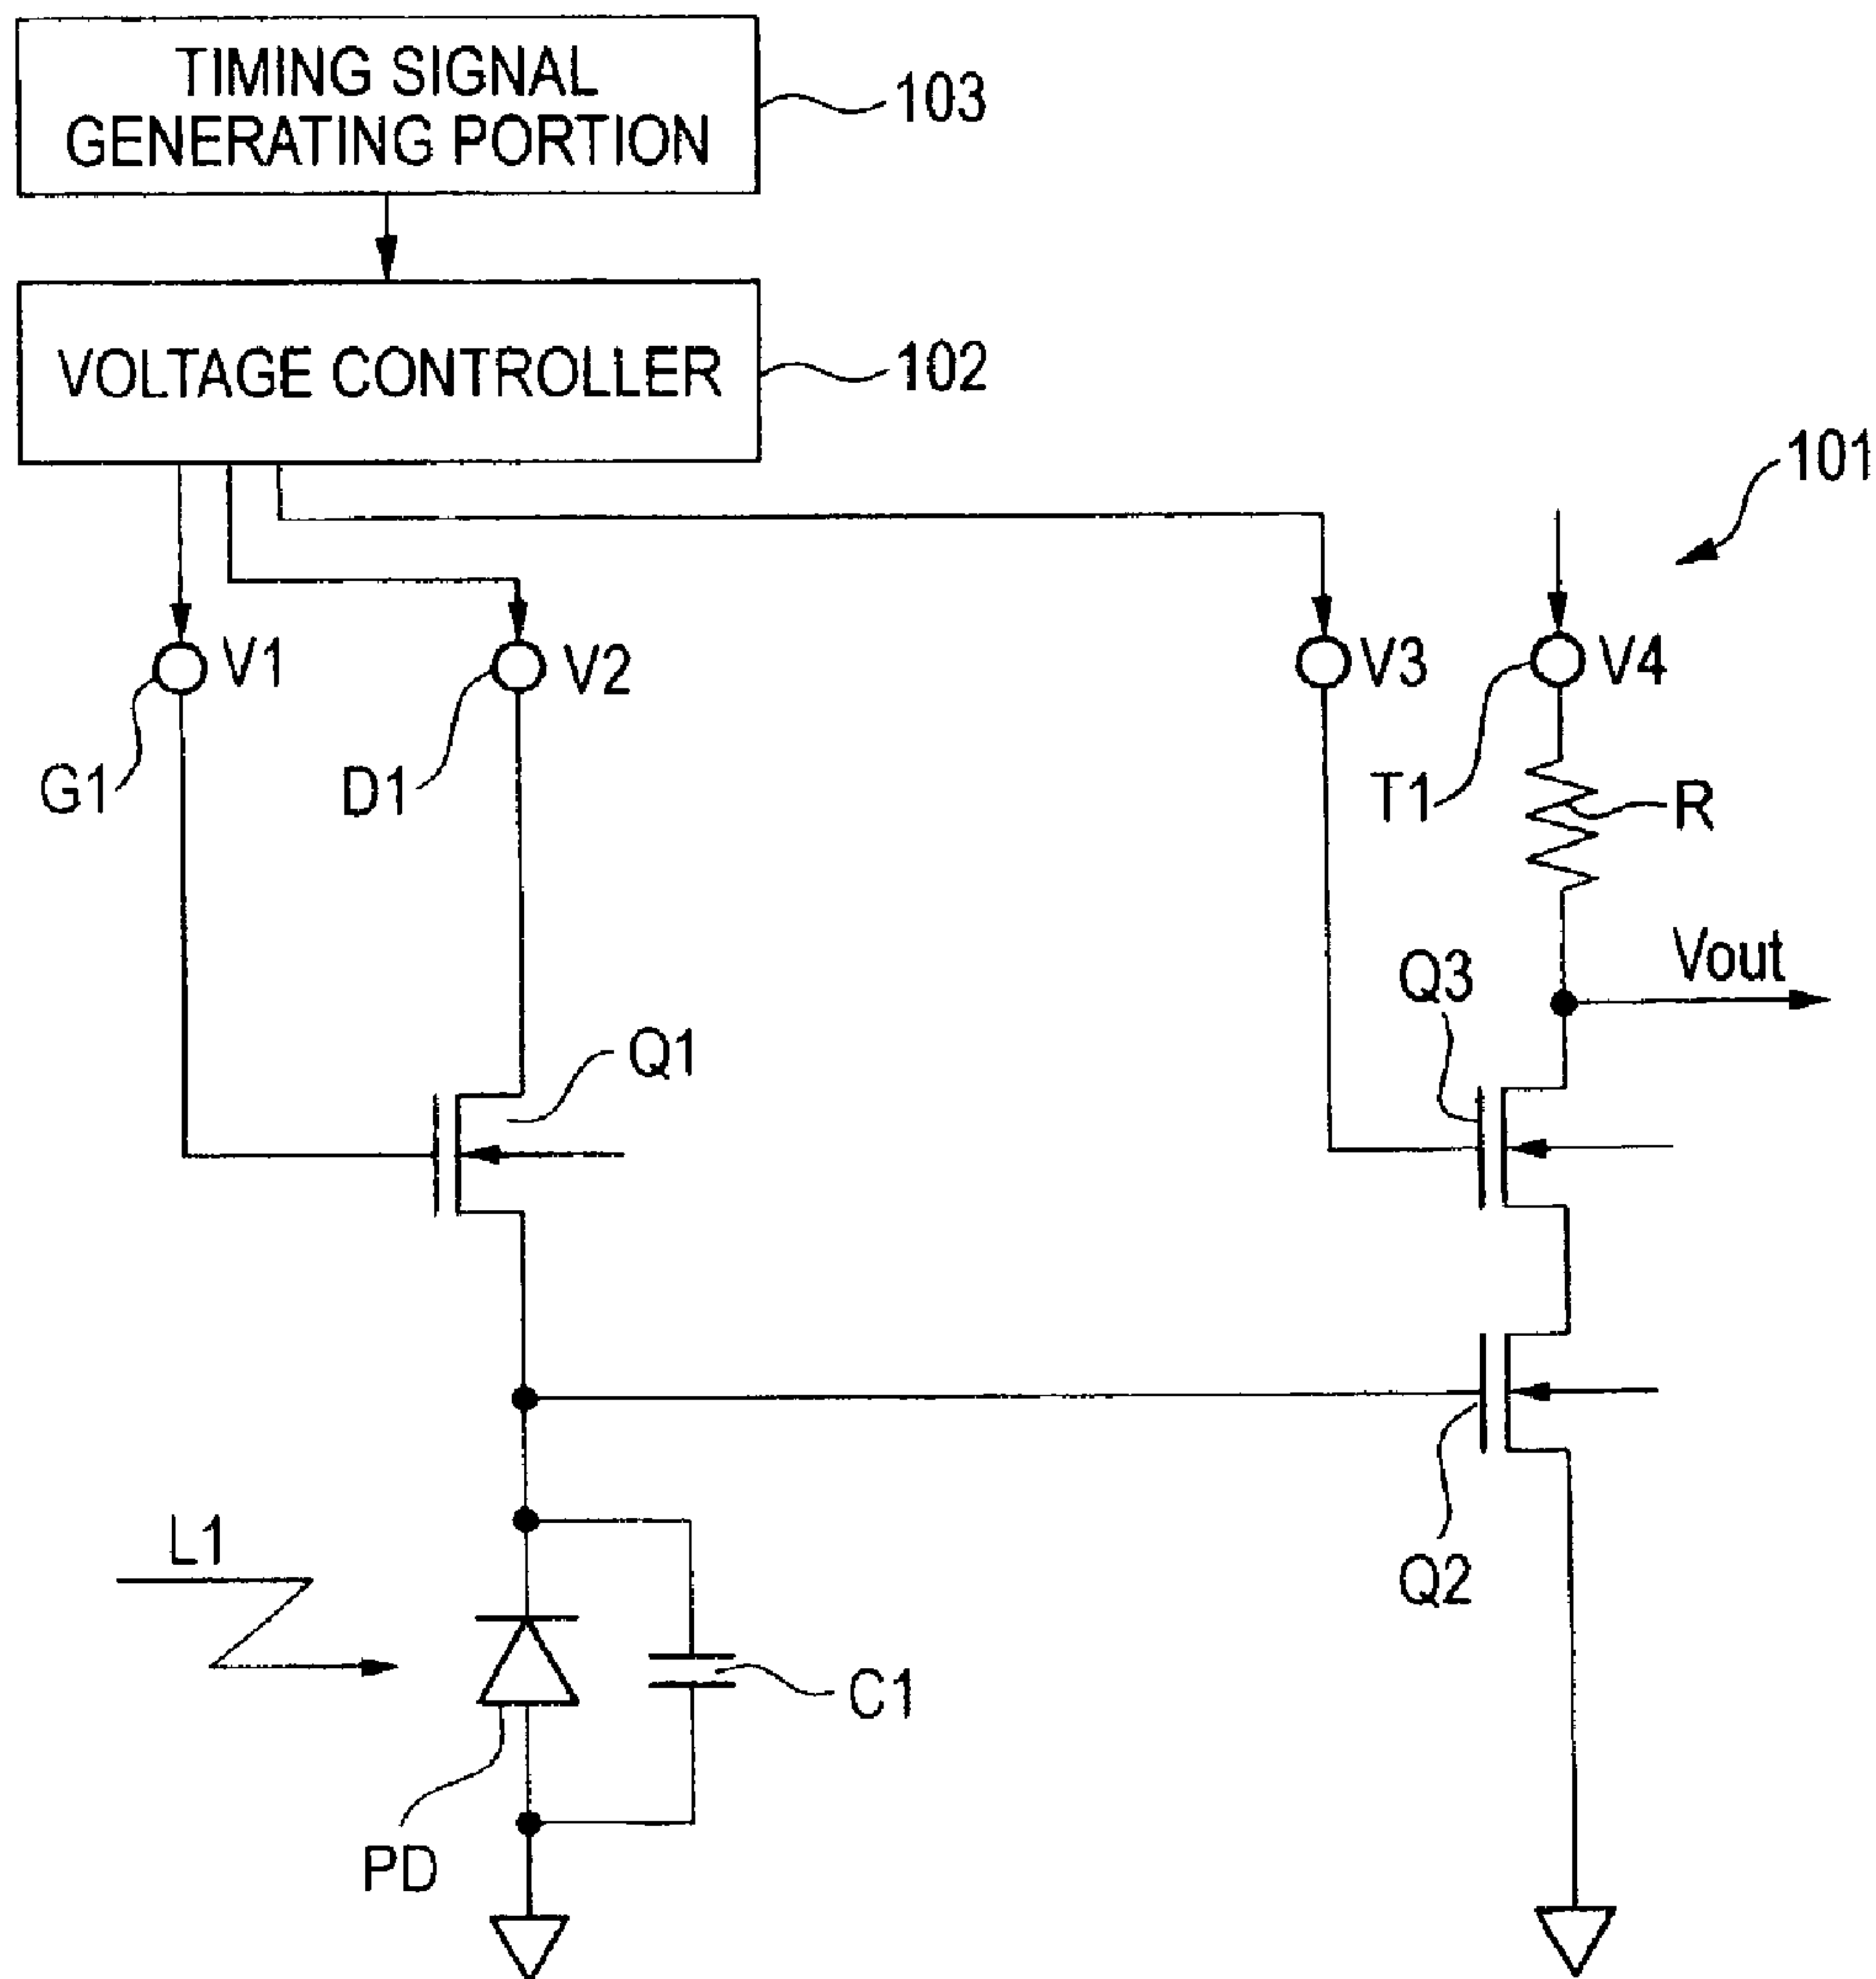 TIMING SIGNAL
GENERATING PORTION
103
VOLTAGE CONTROLLER
102
101
V1
V2
V3
V4
G1
D1
T1
R
Vout
Q3
Q1
L1
Q2
C1
PD